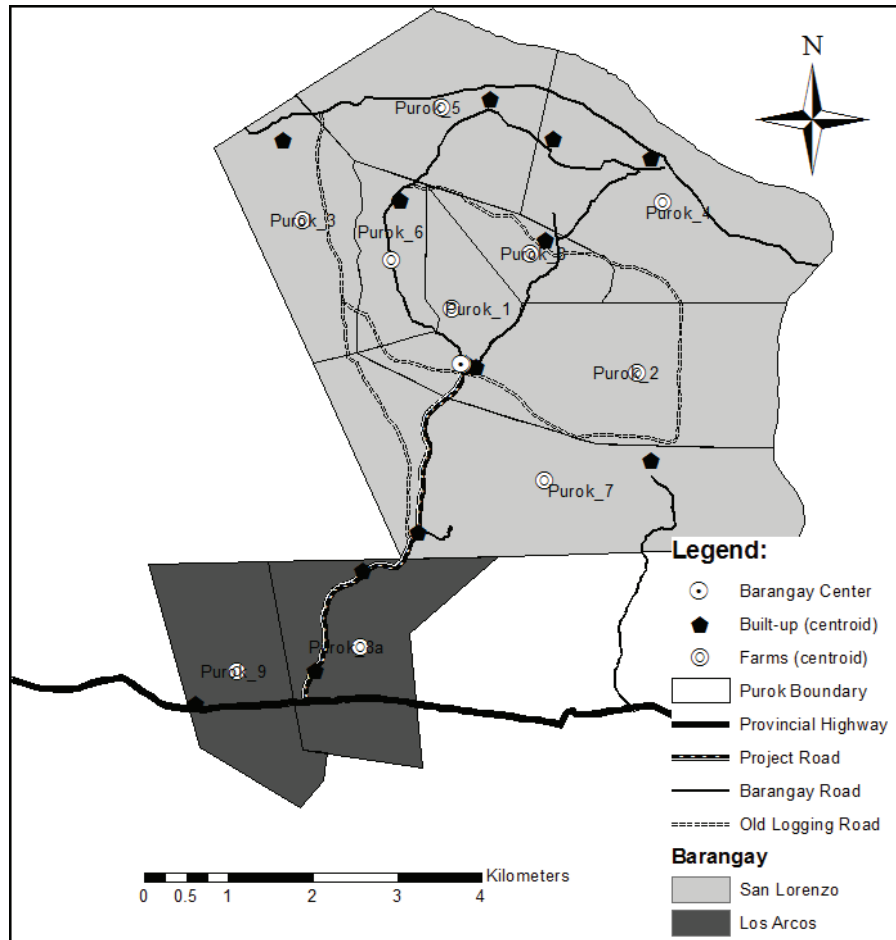 N
Purok_5
Purok_3
Purok_6
Purok_4
Purok_8
Purok_1
Purok_2
Purok_7
Purok_8a
Purok_9
Legend:
Barangay Center
Built-up (centroid)
Farms (centroid)
Purok Boundary
Provincial Highway
Project Road
Barangay Road
Old Logging Road
Barangay
San Lorenzo
Los Arcos
Kilometers
0 0.5 1 2 3 4